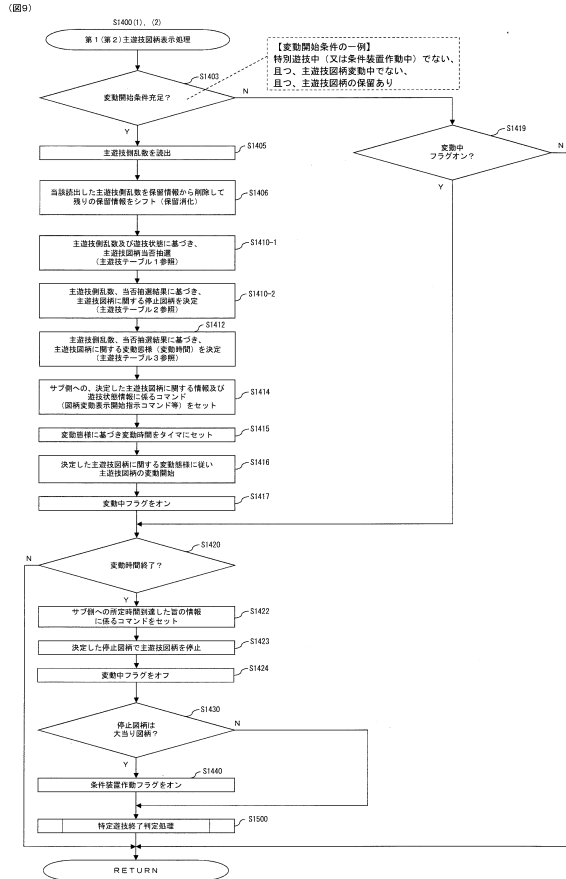 (図9)
S1400(1), (2)
第1(第2)主遊技図柄表示処理
【変動開始条件の一例】
特別遊技中(又は条件装置作動中)でない、
且つ、主遊技図柄変動中でない、
且つ、主遊技図柄の保留あり
S1403
変動開始条件充足?
N
Y
S1419
変動中
フラグオン?
N
Y
主遊技側乱数を読出
S1405
当該読出した主遊技側乱数を保留情報から削除して
残りの保留情報をシフト(保留消化)
S1406
主遊技側乱数及び遊技状態に基づき、
主遊技図柄当否抽選
(主遊技テーブル1参照)
S1410-1
主遊技側乱数、当否抽選結果に基づき、
主遊技図柄に関する停止図柄を決定
(主遊技テーブル2参照)
S1410-2
S1412
主遊技側乱数、当否抽選結果に基づき、
主遊技図柄に関する変動態様(変動時間)を決定
(主遊技テーブル3参照)
サブ側への、決定した主遊技図柄に関する情報及び
遊技状態情報に係るコマンド
(図柄変動表示開始指示コマンド等)をセット
S1414
変動態様に基づき変動時間をタイマにセット
S1415
決定した主遊技図柄に関する変動態様に従い
主遊技図柄の変動開始
S1416
変動中フラグをオン
S1417
S1420
変動時間終了?
N
Y
サブ側への所定時間到達した旨の情報
に係るコマンドをセット
S1422
決定した停止図柄で主遊技図柄を停止
S1423
変動中フラグをオフ
S1424
S1430
停止図柄は
大当り図柄?
N
Y
S1440
条件装置作動フラグをオン
特定遊技終了判定処理
S1500
RETURN